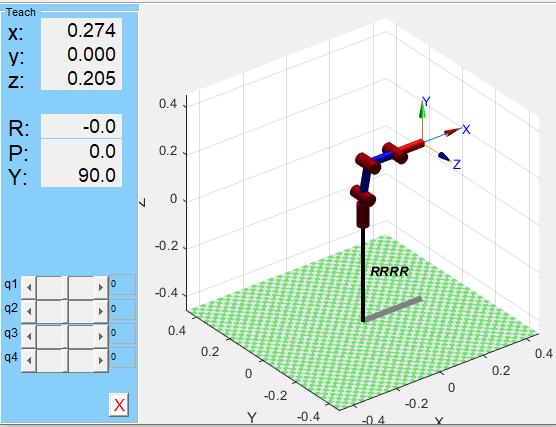 Teach
x: 0.274
y: 0.000
z: 0.205
R: -0.0
P: 0.0
Y: 90.0
q1 0
q2 0
q3 0
q4 0
X
0.4
0.2
0
-0.2
-0.4
Z
Y
X
Z
RRRR
0.4
0.2
0
-0.2
-0.4
Y
-0.4
-0.2
0
0.2
0.4
X